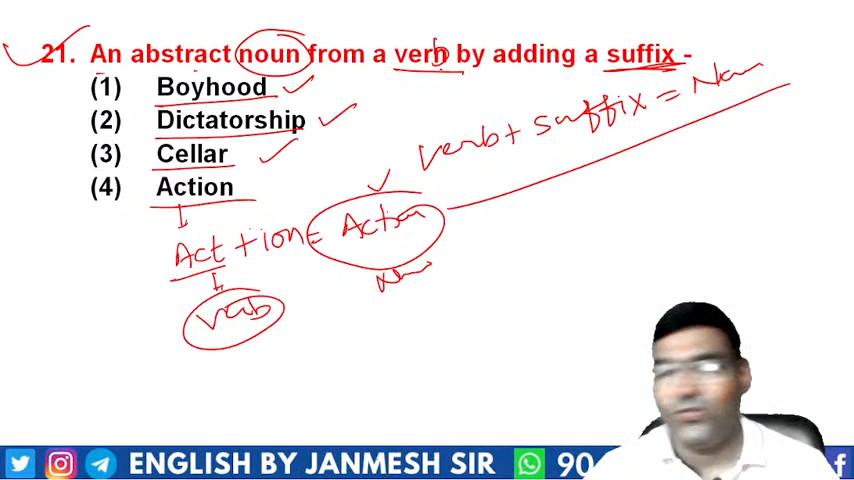 21. An abstract noun from a verb by adding a suffix -
(1) Boyhood
(2) Dictatorship
(3) Cellar
(4) Action
verb + suffix = Noun
Act + ion = Action
Noun
verb
ENGLISH BY JANMESH SIR 90